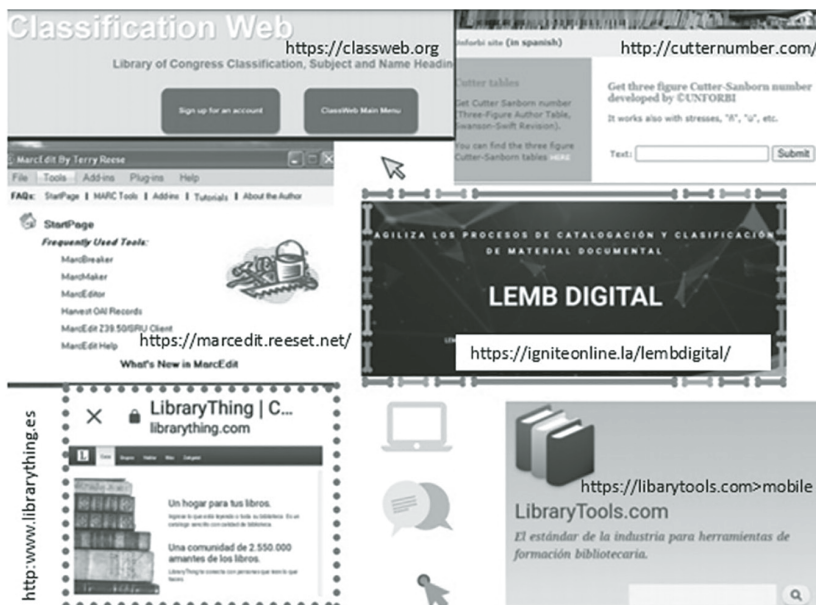 Classification Web
https://classweb.org
Library of Congress Classification, Subject and Name Headin
Sign up for an account
ClassWeb Main Menu
Unforbi site (in spanish)
http://cutternumber.com/
Cutter tables
Get Cutter Sanborn number
(Three-Figure Author Table,
Swanson-Swift Revision).
You can find the three figure
Cutter-Sanborn tables HERE
Get three figure Cutter-Sanborn number
developed by ©UNFORBI
It works also with stresses, "ñ", "ü", etc.
Text:
Submit
MarcEdit By Terry Reese
File Tools Add-ins Plug-ins Help
FAQs: StartPage | MARC Tools | Add-ins | Tutorials | About the Author
StartPage
Frequently Used Tools:
MarcBreaker
MarcMaker
MarcEditor
Harvest OAI Records
MarcEdit Z39.50/SRU Client
MarcEdit Help
https://marcedit.reeset.net/
What's New in MarcEdit
AGILIZA LOS PROCESOS DE CATALOGACIÓN Y CLASIFICACIÓN
DE MATERIAL DOCUMENTAL
LEMB DIGITAL
https://igniteonline.la/lembdigital/
http:www.librarything.es
LibraryThing | C...
librarything.com
L
Un hogar para tus libros.
Una comunidad de 2.550.000
amantes de los libros.
https://libarytools.com>mobile
LibraryTools.com
El estándar de la industria para herramientas de
formación bibliotecaria.